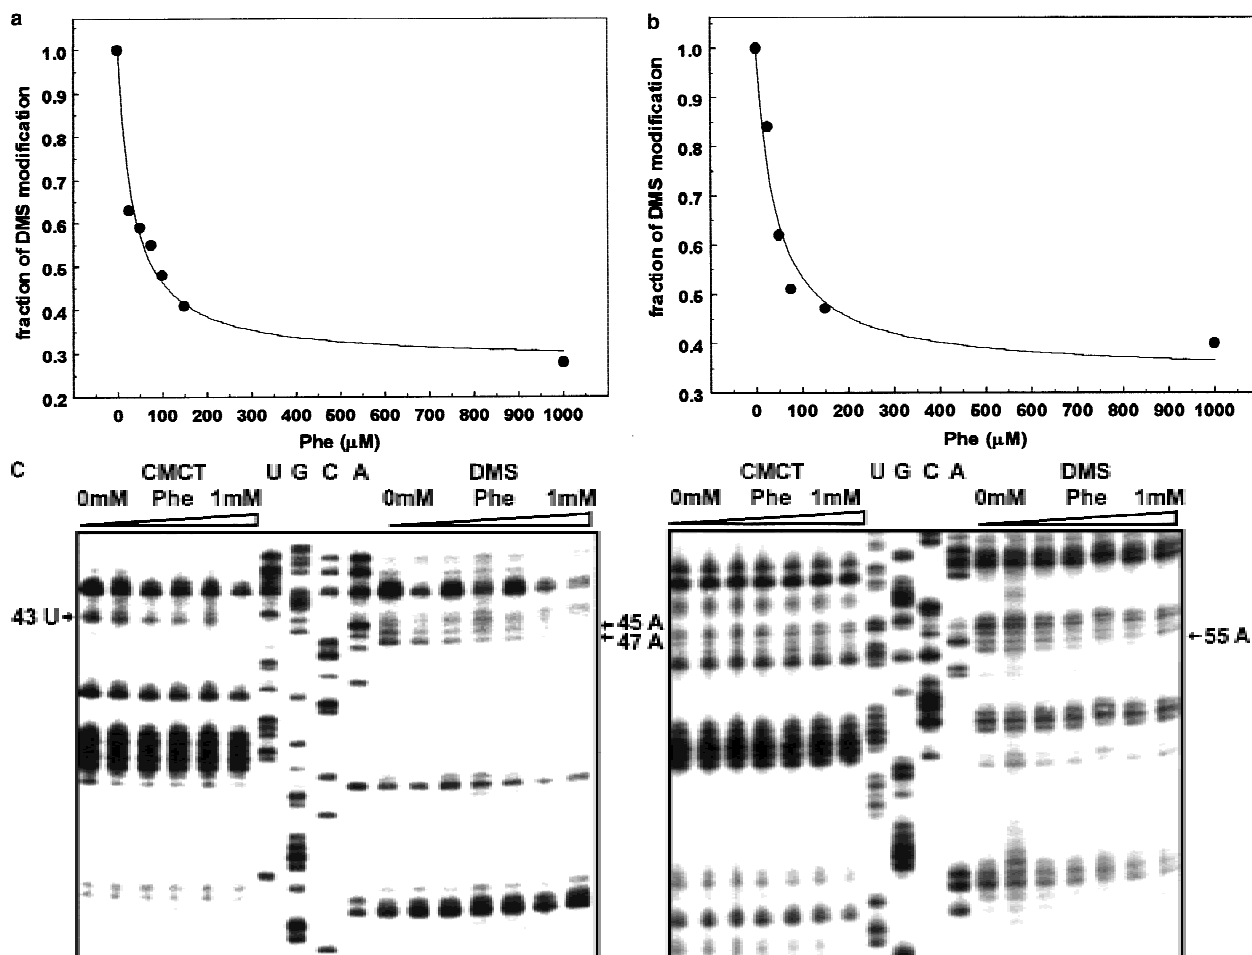 a
1.0
0.9
0.8
0.7
0.6
0.5
0.4
0.3
0.2
fraction of DMS modification
0 100 200 300 400 500 600 700 800 900 1000
Phe (µM)
b
1.0
0.9
0.8
0.7
0.6
0.5
0.4
0.3
fraction of DMS modification
0 100 200 300 400 500 600 700 800 900 1000
Phe (µM)
C
CMCT U G C A DMS
0mM Phe 1mM 0mM Phe 1mM
43 U
45 A
47 A
CMCT U G C A DMS
0mM Phe 1mM 0mM Phe 1mM
55 A